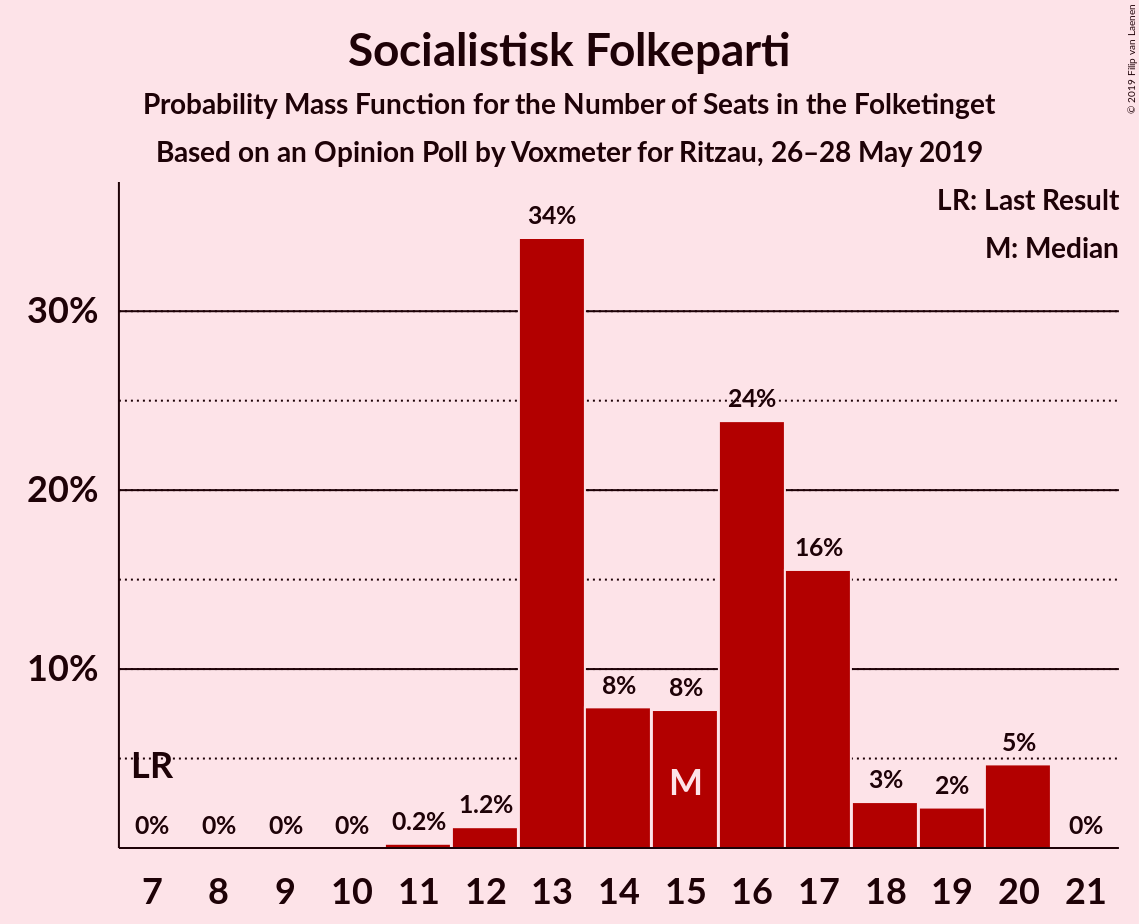 Socialistisk Folkeparti
Probability Mass Function for the Number of Seats in the Folketinget
Based on an Opinion Poll by Voxmeter for Ritzau, 26–28 May 2019
© 2019 Filip van Laenen
LR: Last Result
M: Median
30%
20%
10%
LR
M
0%
0%
0%
0%
0.2%
1.2%
34%
8%
8%
24%
16%
3%
2%
5%
0%
7 8 9 10 11 12 13 14 15 16 17 18 19 20 21